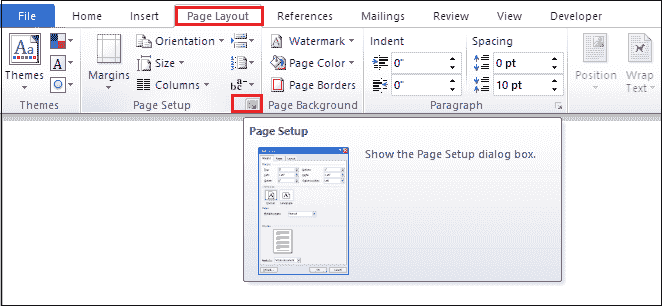 File Home Insert Page Layout References Mailings Review View Developer
Orientation Watermark Indent Spacing
Aa Size Page Color 0" 0 pt
Themes Margins Columns Page Borders 0" 10 pt Position Wrap Text
Themes Page Setup Page Background Paragraph
Page Setup
Show the Page Setup dialog box.